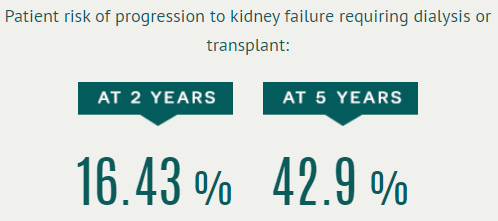 Patient risk of progression to kidney failure requiring dialysis or
transplant:
AT 2 YEARS AT 5 YEARS
16.43 % 42.9 %